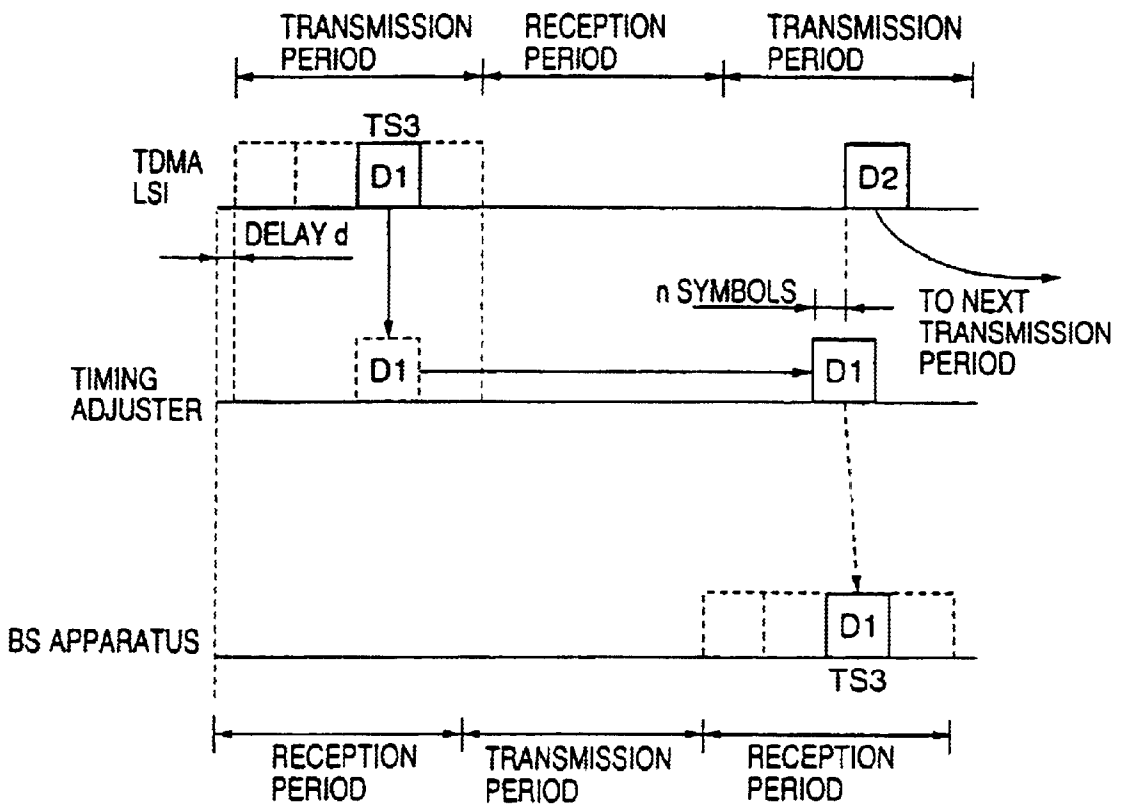 TRANSMISSION
PERIOD
RECEPTION
PERIOD
TRANSMISSION
PERIOD
TS3
TDMA
LSI
D1
D2
DELAY d
n SYMBOLS
TO NEXT
TRANSMISSION
PERIOD
TIMING
ADJUSTER
D1
D1
BS APPARATUS
D1
TS3
RECEPTION
PERIOD
TRANSMISSION
PERIOD
RECEPTION
PERIOD